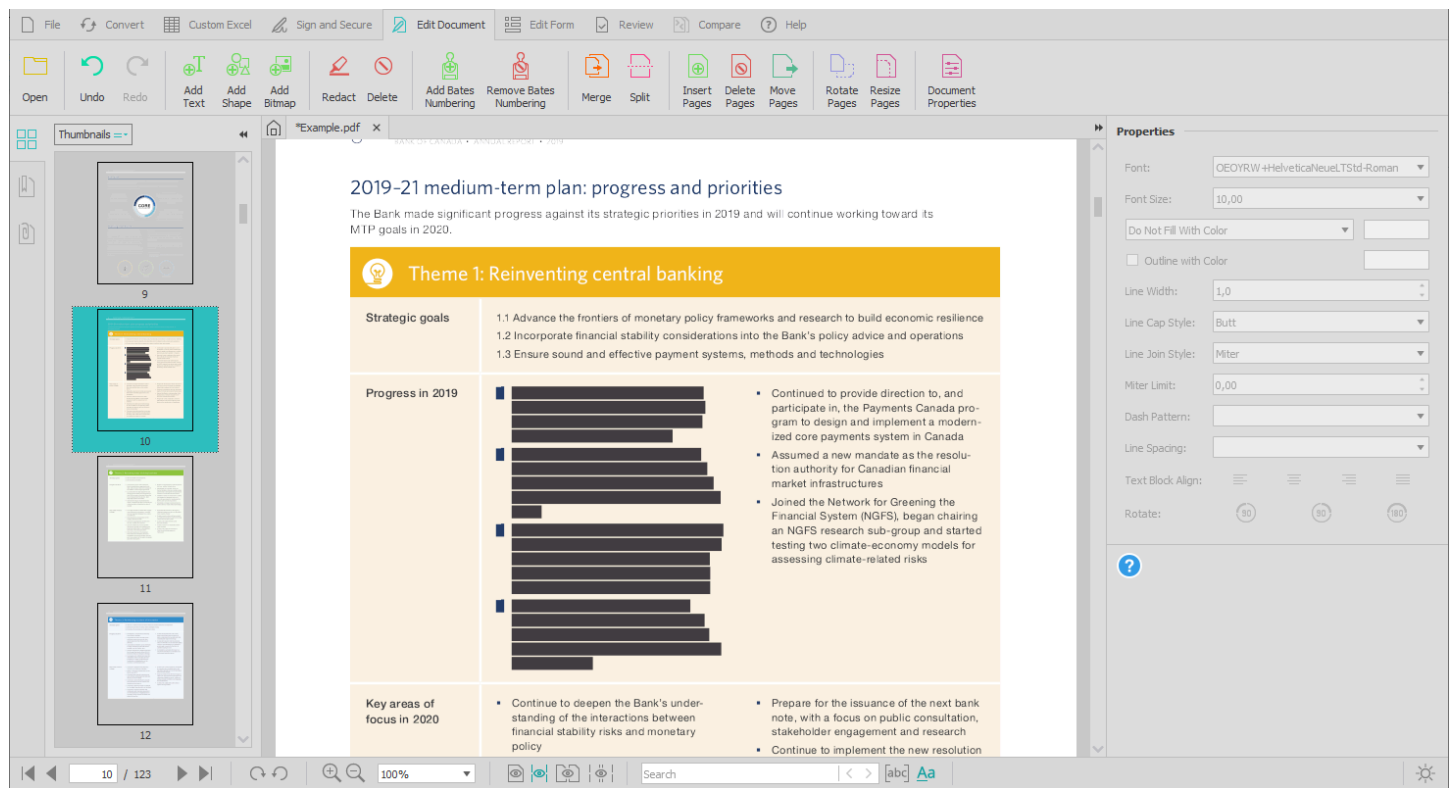 File Convert Custom Excel Sign and Secure Edit Document Edit Form Review Compare Help
Open Undo Redo Add Text Add Shape Add Bitmap Redact Delete Add Bates Numbering Remove Bates Numbering Merge Split Insert Pages Delete Pages Move Pages Rotate Pages Resize Pages Document Properties
Thumbnails
*Example.pdf
BANK OF CANADA • ANNUAL REPORT • 2019
2019–21 medium-term plan: progress and priorities
The Bank made significant progress against its strategic priorities in 2019 and will continue working toward its
MTP goals in 2020.
Theme 1: Reinventing central banking
Strategic goals
1.1 Advance the frontiers of monetary policy frameworks and research to build economic resilience
1.2 Incorporate financial stability considerations into the Bank's policy advice and operations
1.3 Ensure sound and effective payment systems, methods and technologies
Progress in 2019
▪ Continued to provide direction to, and
participate in, the Payments Canada pro-
gram to design and implement a modern-
ized core payments system in Canada
▪ Assumed a new mandate as the resolu-
tion authority for Canadian financial
market infrastructures
▪ Joined the Network for Greening the
Financial System (NGFS), began chairing
an NGFS research sub-group and started
testing two climate-economy models for
assessing climate-related risks
Key areas of
focus in 2020
▪ Continue to deepen the Bank's under-
standing of the interactions between
financial stability risks and monetary
policy
▪ Prepare for the issuance of the next bank
note, with a focus on public consultation,
stakeholder engagement and research
▪ Continue to implement the new resolution
CORE
9
10
11
12
Properties
Font: OEOYRW+HelveticaNeueLTStd-Roman
Font Size: 10,00
Do Not Fill With Color
Outline with Color
Line Width: 1,0
Line Cap Style: Butt
Line Join Style: Miter
Miter Limit: 0,00
Dash Pattern:
Line Spacing:
Text Block Align:
Rotate: 90 90 180
?
10 / 123 100% Search [abc] Aa